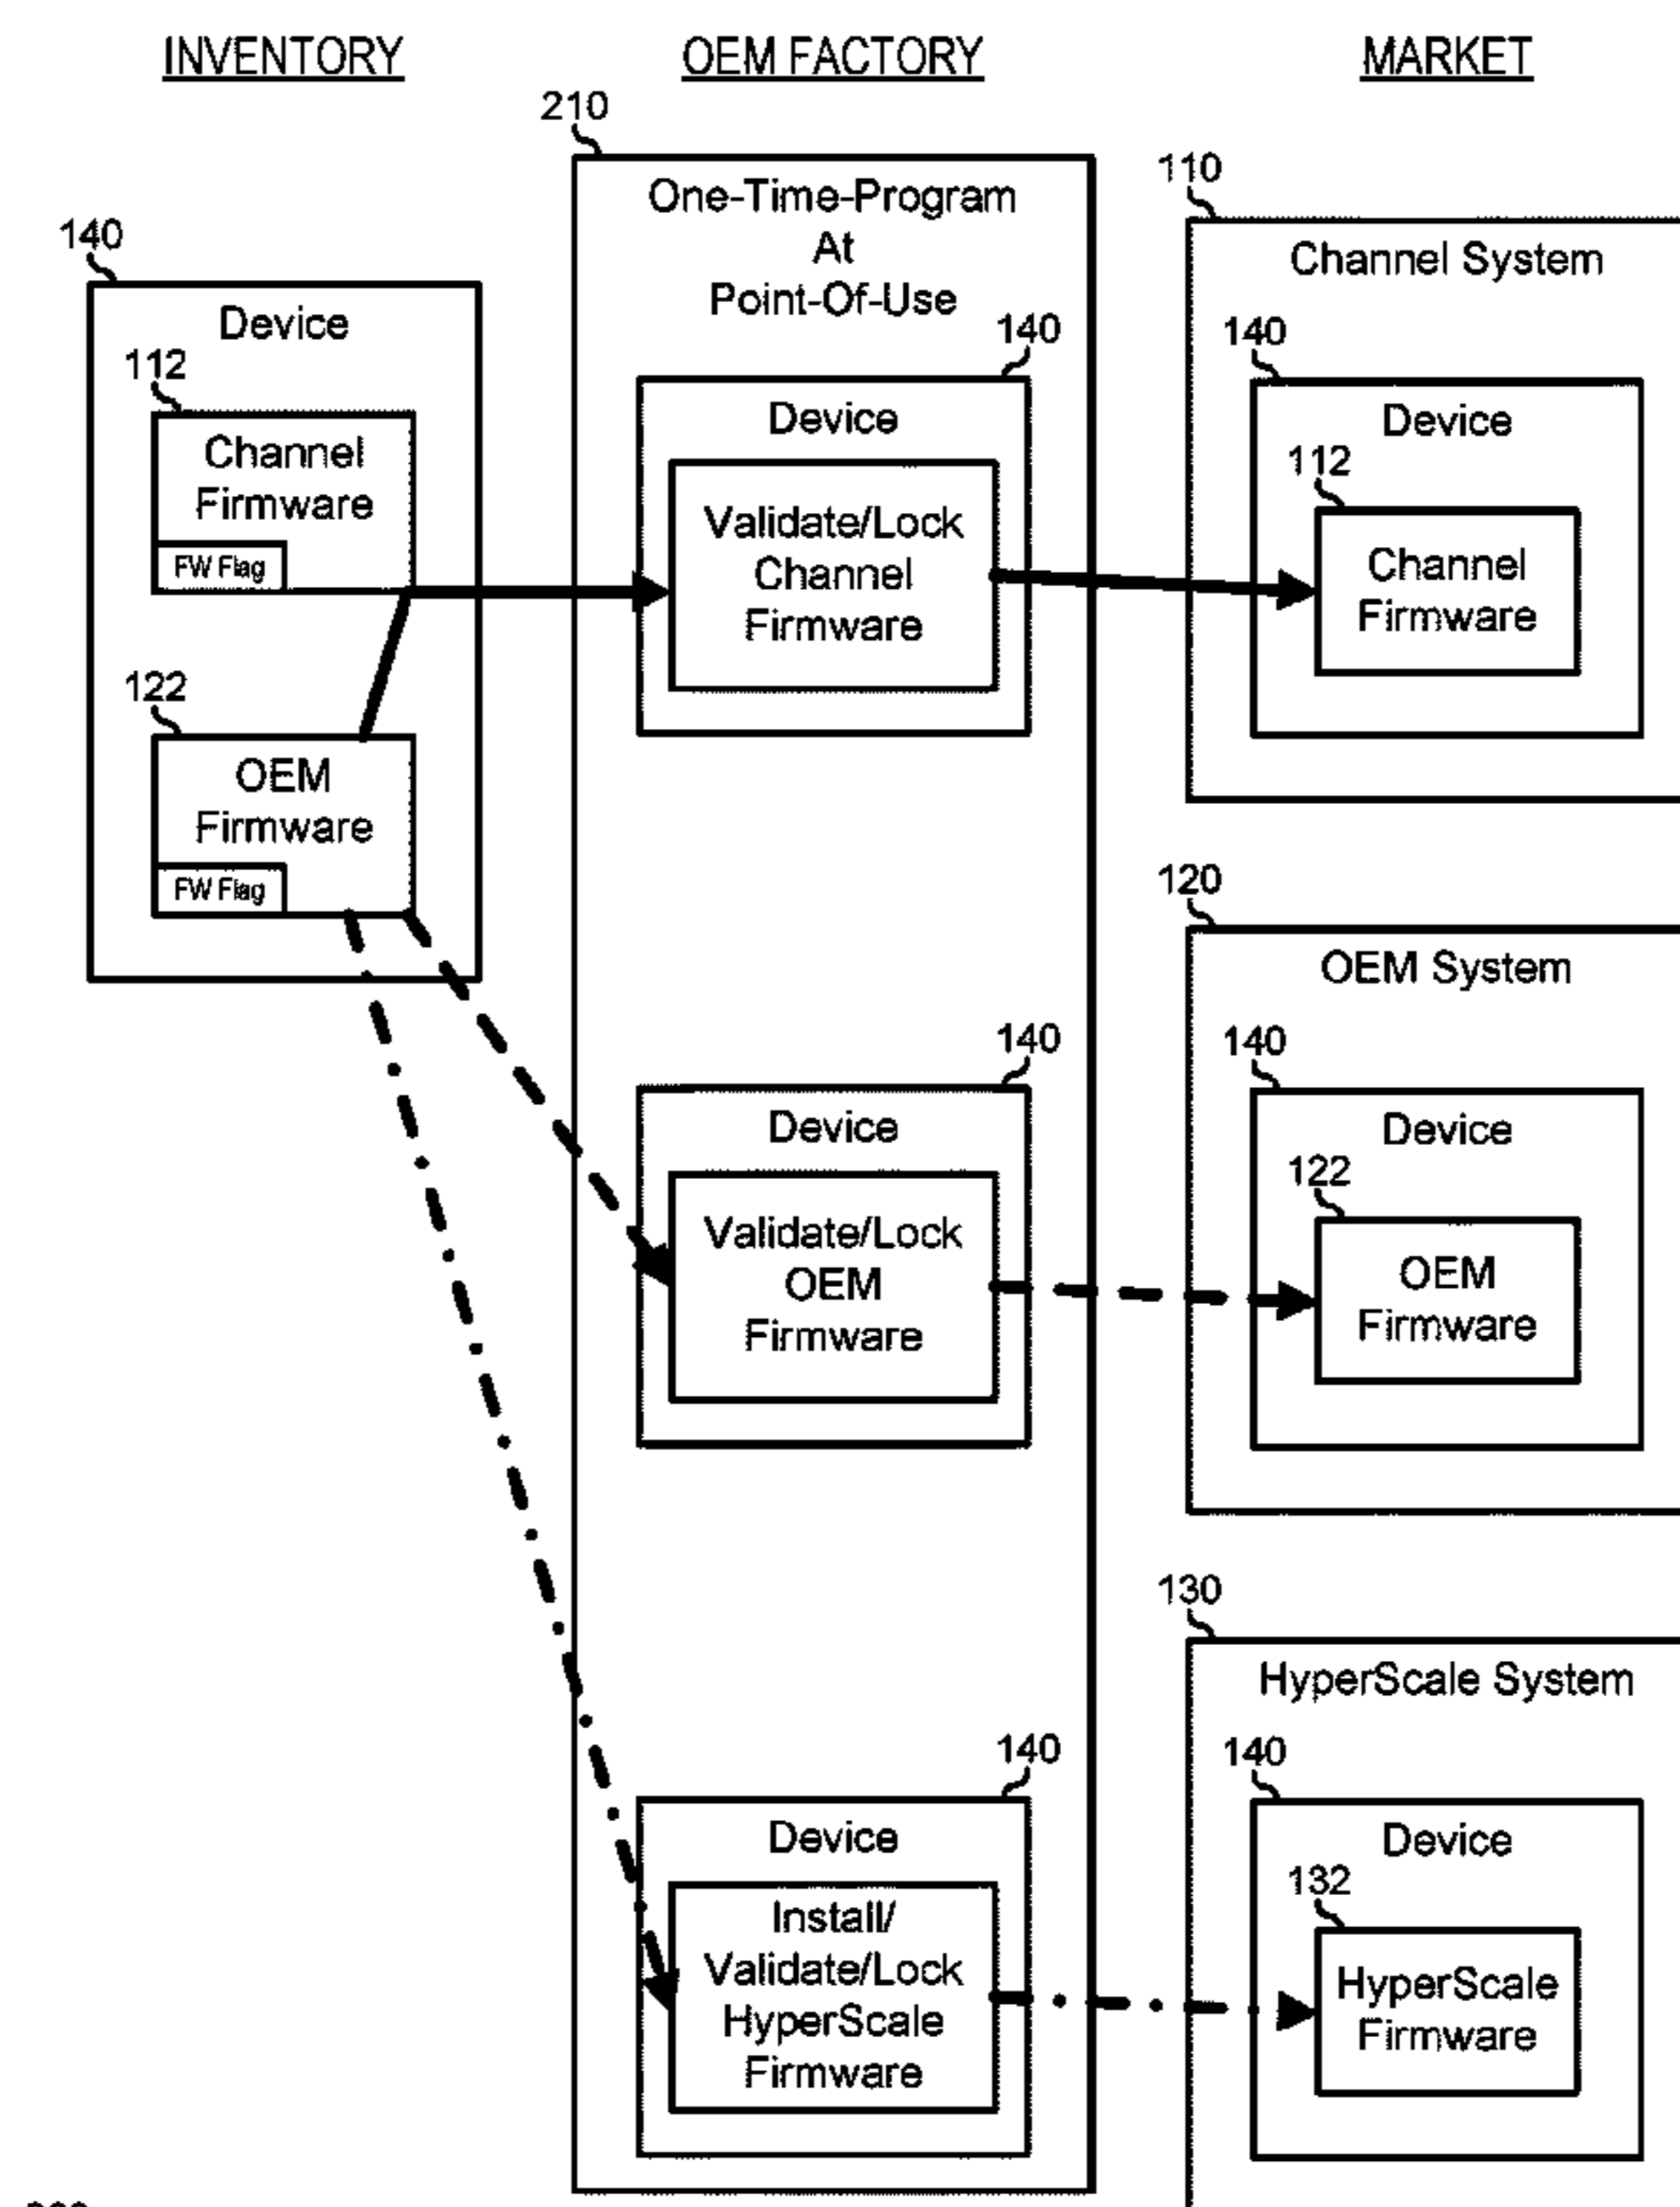 INVENTORY
OEM FACTORY
MARKET
140
Device
112
Channel
Firmware
FW Flag
122
OEM
Firmware
FW Flag
210
One-Time-Program
At
Point-Of-Use
140
Device
Validate/Lock
Channel
Firmware
140
Device
Validate/Lock
OEM
Firmware
140
Device
Install/
Validate/Lock
HyperScale
Firmware
110
Channel System
140
Device
112
Channel
Firmware
120
OEM System
140
Device
122
OEM
Firmware
130
HyperScale System
140
Device
132
HyperScale
Firmware